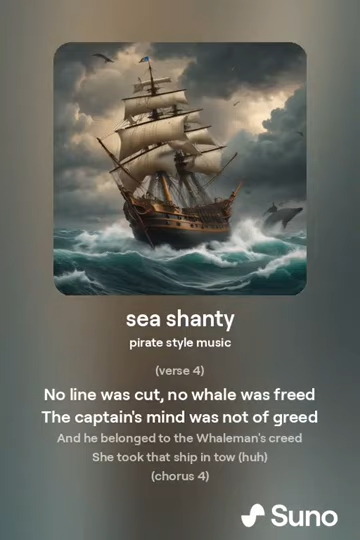 sea shanty
pirate style music
(verse 4)
No line was cut, no whale was freed
The captain's mind was not of greed
And he belonged to the Whaleman's creed
She took that ship in tow (huh)
(chorus 4)
Suno